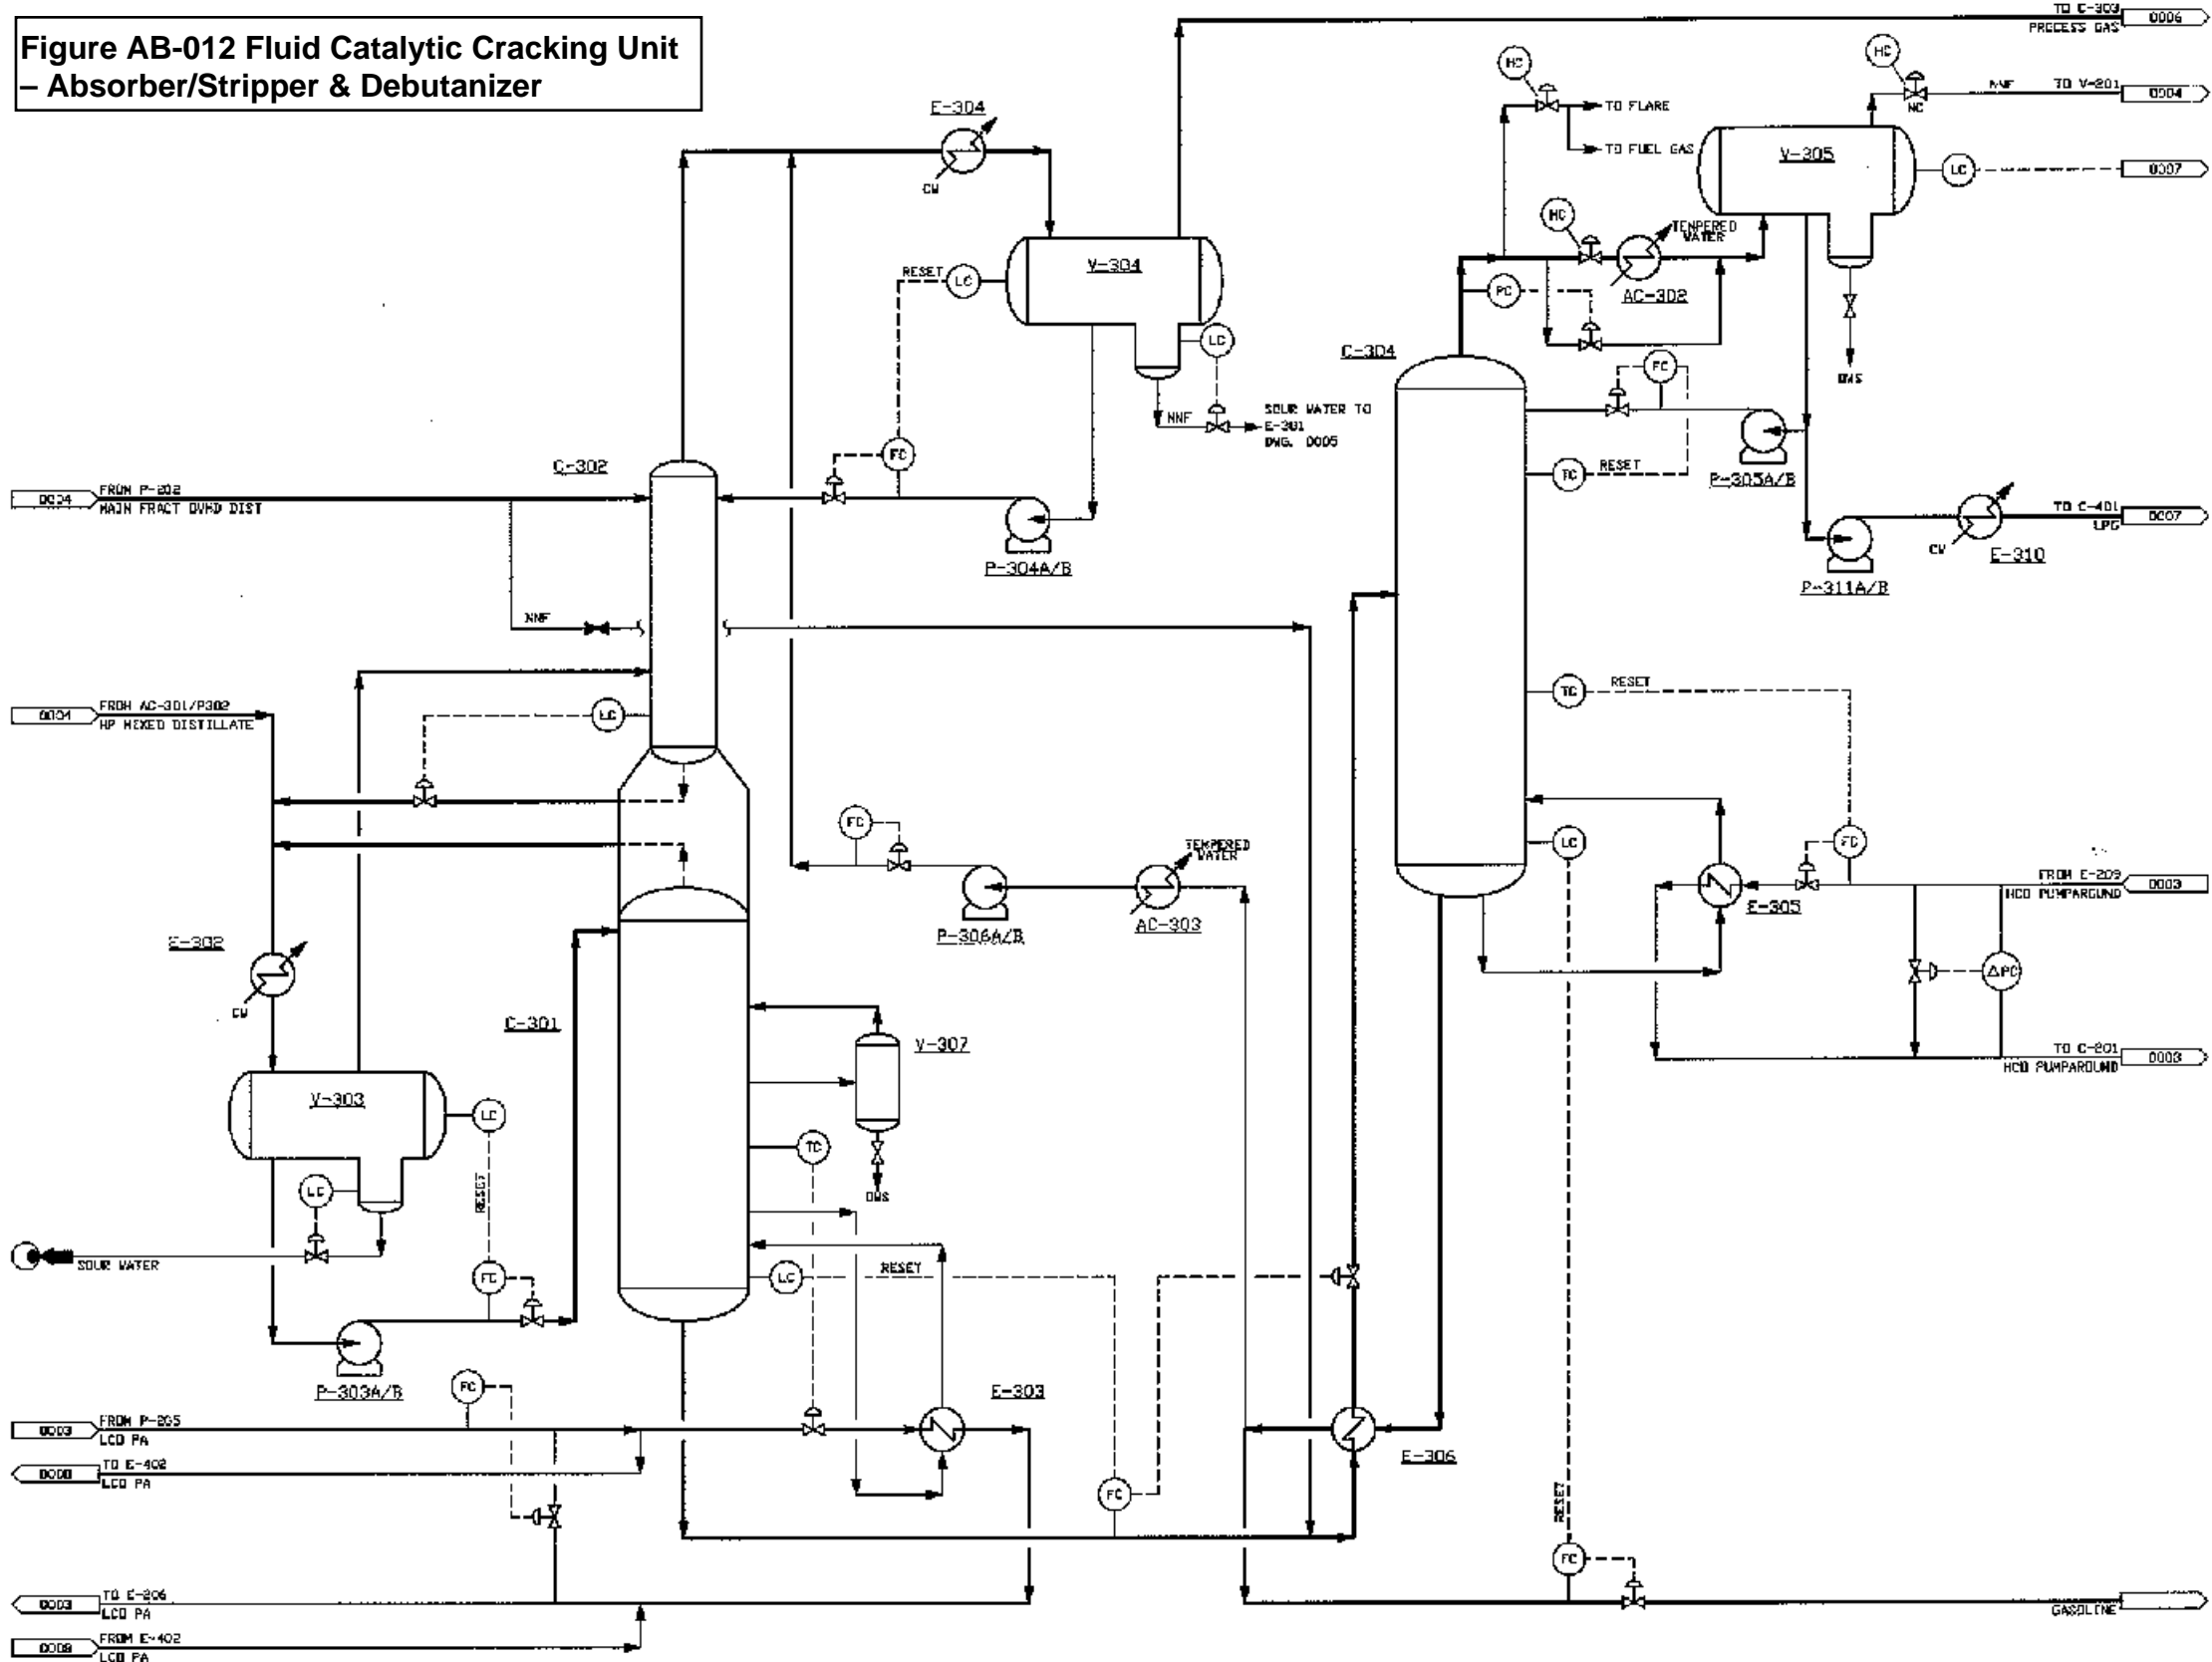 Figure AB-012 Fluid Catalytic Cracking Unit
– Absorber/Stripper & Debutanizer
TO C-303
0006
PROCESS GAS
HC
HC
NNF
TO V-201
0004
NC
E-304
TO FLARE
TO FUEL GAS
V-305
LC
0007
CW
HC
TEMPERED
WATER
RESET
LC
V-304
PC
AC-302
LC
C-304
FC
DWS
NNF
SOUR WATER TO
E-301
DWG. 0005
FC
C-302
TC
RESET
P-305A/B
0004
FROM P-202
MAIN FRACT OVHD DIST
TO C-401
0007
LPG
CW
E-310
P-304A/B
P-311A/B
NNF
TC
RESET
0004
FROM AC-301/P302
HP MIXED DISTILLATE
LC
FC
TEMPERED
WATER
LC
FC
FROM E-209
0003
HCO PUMPAROUND
E-305
E-302
P-306A/B
AC-303
ΔPC
CW
C-301
V-307
TO C-201
0003
HCO PUMPAROUND
V-303
LC
TC
LC
RESET
DWS
SOUR WATER
FC
LC
RESET
P-303A/B
FC
E-303
0003
FROM P-205
LCO PA
E-306
TO E-402
LCO PA
FC
RESET
FC
0003
TO E-206
LCO PA
GASOLINE
FROM E-402
LCO PA